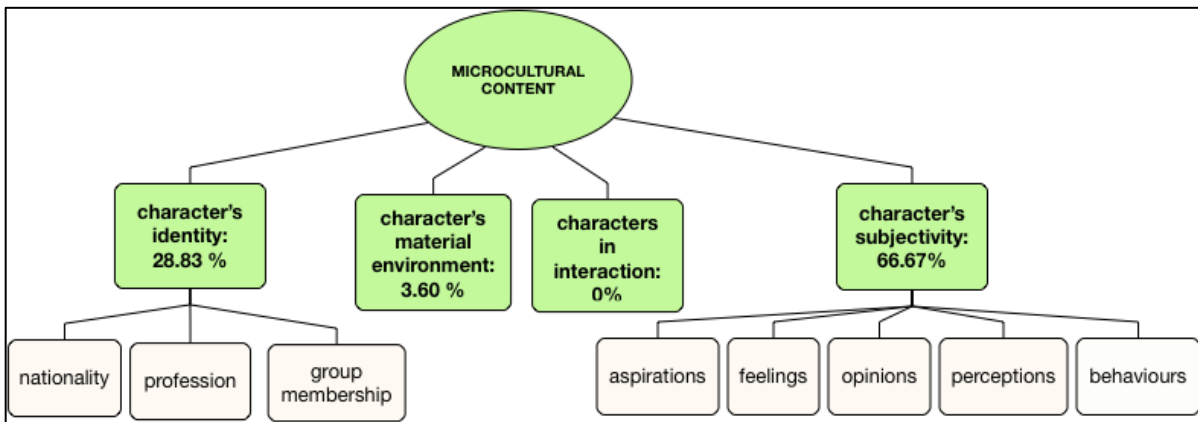 MICROCULTURAL
CONTENT
character’s
identity:
28.83 %
character’s
material
environment:
3.60 %
characters
in
interaction:
0%
character’s
subjectivity:
66.67%
nationality
profession
group
membership
aspirations
feelings
opinions
perceptions
behaviours